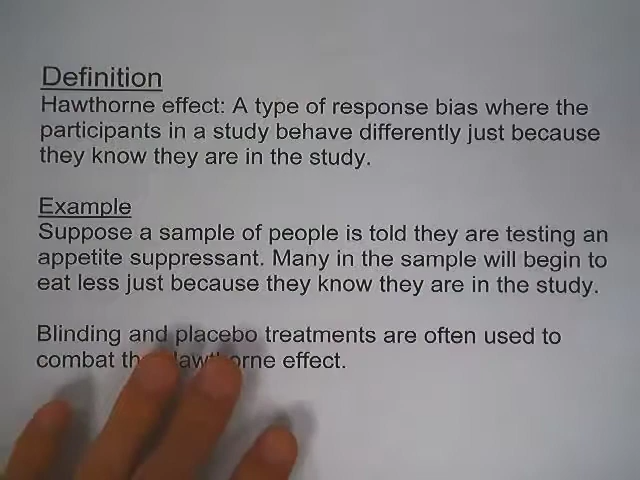 Definition
Hawthorne effect: A type of response bias where the
participants in a study behave differently just because
they know they are in the study.
Example
Suppose a sample of people is told they are testing an
appetite suppressant. Many in the sample will begin to
eat less just because they know they are in the study.
Blinding and placebo treatments are often used to
combat the Hawthorne effect.